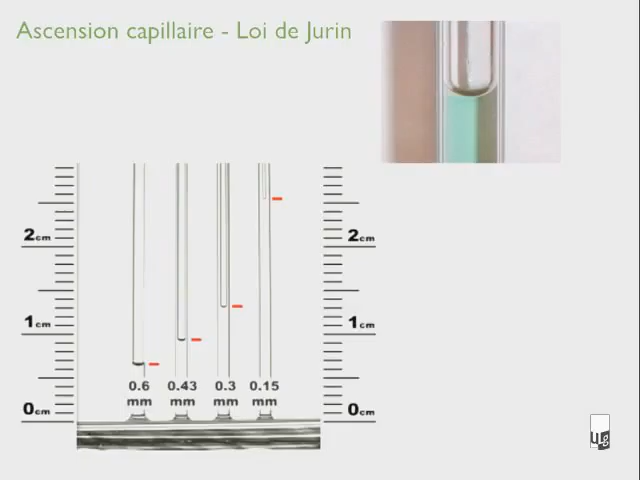 Ascension capillaire - Loi de Jurin
2cm 2cm
1cm 1cm
0.6 mm 0.43 mm 0.3 mm 0.15 mm
0cm 0cm
ULg